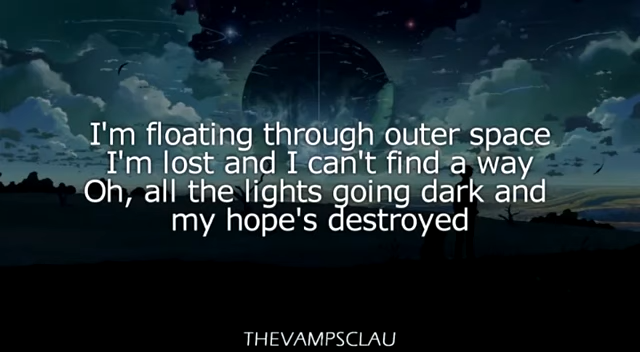 I'm floating through outer space
I'm lost and I can't find a way
Oh, all the lights going dark and
my hope's destroyed
THEVAMPSCLAU